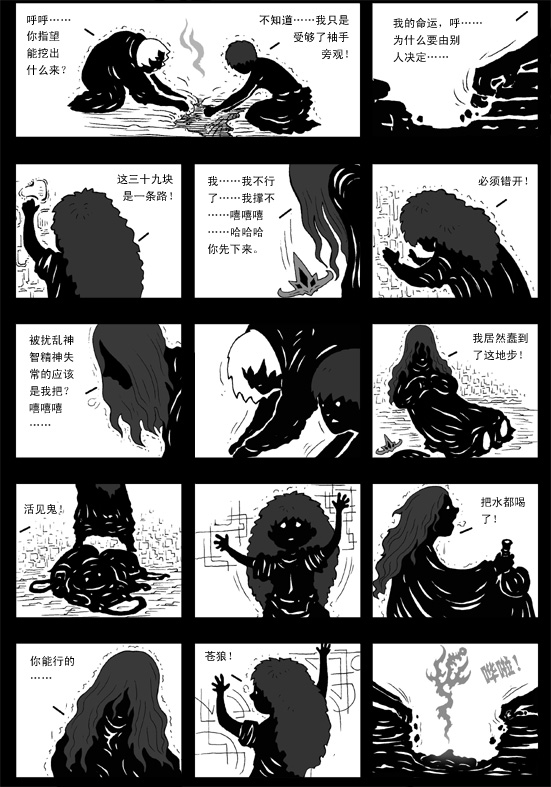 呼呼……
你指望
能挖出
什么来？
不知道……我只是
受够了袖手
旁观！
我的命运，呼……
为什么要由别
人决定……
这三十九块
是一条路！
我……我不行
了……我撑不
……嘻嘻嘻
……哈哈哈
你先下来。
必须错开！
被扰乱神
智精神失
常的应该
是我把？
嘻嘻嘻
……
我居然蠢到
了这地步！
活见鬼！
把水都喝
了！
你能行的
……
苍狼！
哗啦！